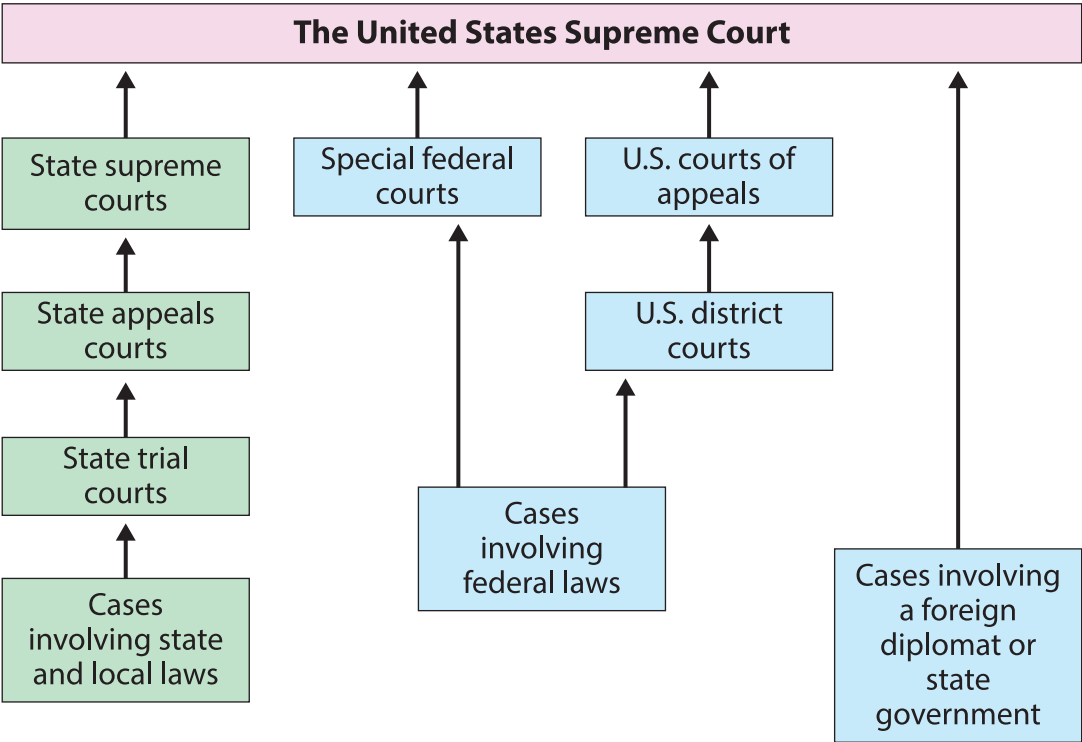 The United States Supreme Court
State supreme
courts
Special federal
courts
U.S. courts of
appeals
State appeals
courts
U.S. district
courts
State trial
courts
Cases
involving
federal laws
Cases
involving state
and local laws
Cases involving
a foreign
diplomat or
state
government